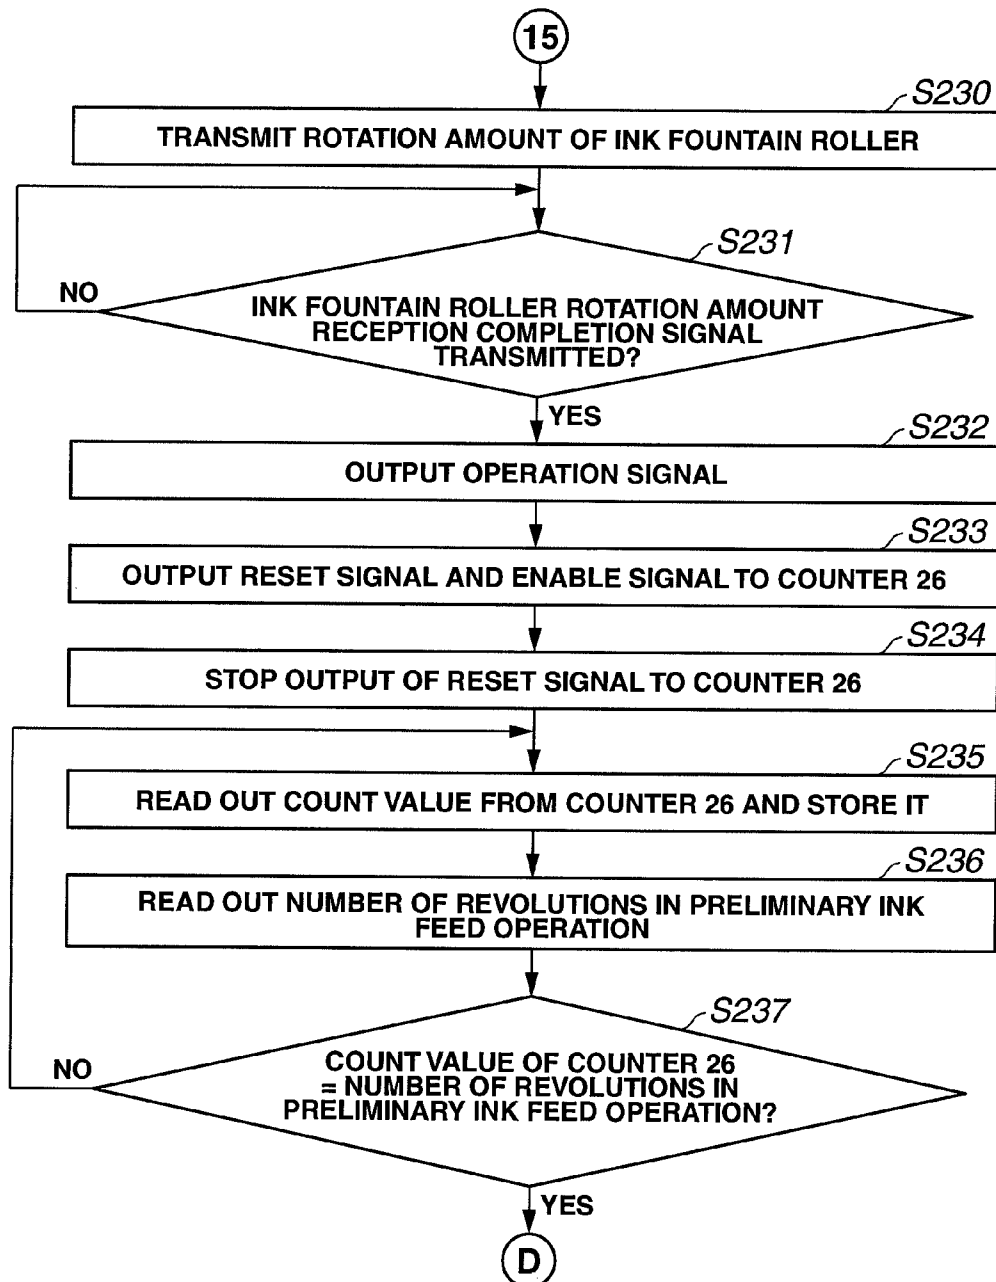 15
S230
TRANSMIT ROTATION AMOUNT OF INK FOUNTAIN ROLLER
S231
NO
INK FOUNTAIN ROLLER ROTATION AMOUNT
RECEPTION COMPLETION SIGNAL
TRANSMITTED?
YES
S232
OUTPUT OPERATION SIGNAL
S233
OUTPUT RESET SIGNAL AND ENABLE SIGNAL TO COUNTER 26
S234
STOP OUTPUT OF RESET SIGNAL TO COUNTER 26
S235
READ OUT COUNT VALUE FROM COUNTER 26 AND STORE IT
S236
READ OUT NUMBER OF REVOLUTIONS IN PRELIMINARY INK
FEED OPERATION
S237
NO
COUNT VALUE OF COUNTER 26
= NUMBER OF REVOLUTIONS IN
PRELIMINARY INK FEED OPERATION?
YES
D